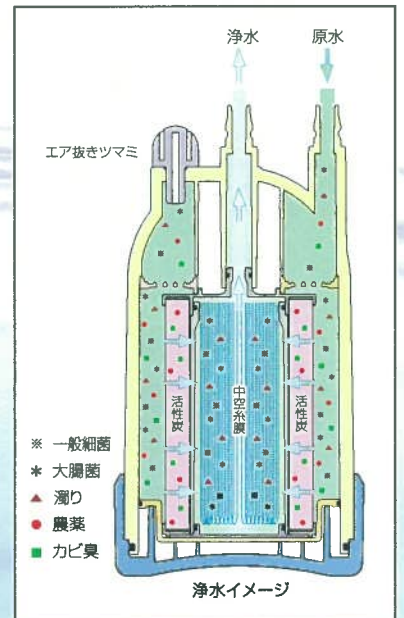 浄水
原水
エア抜きツマミ
活性炭
中空糸膜
活性炭
※ 一般細菌
* 大腸菌
▲ 濁り
● 農薬
■ カビ臭
浄水イメージ